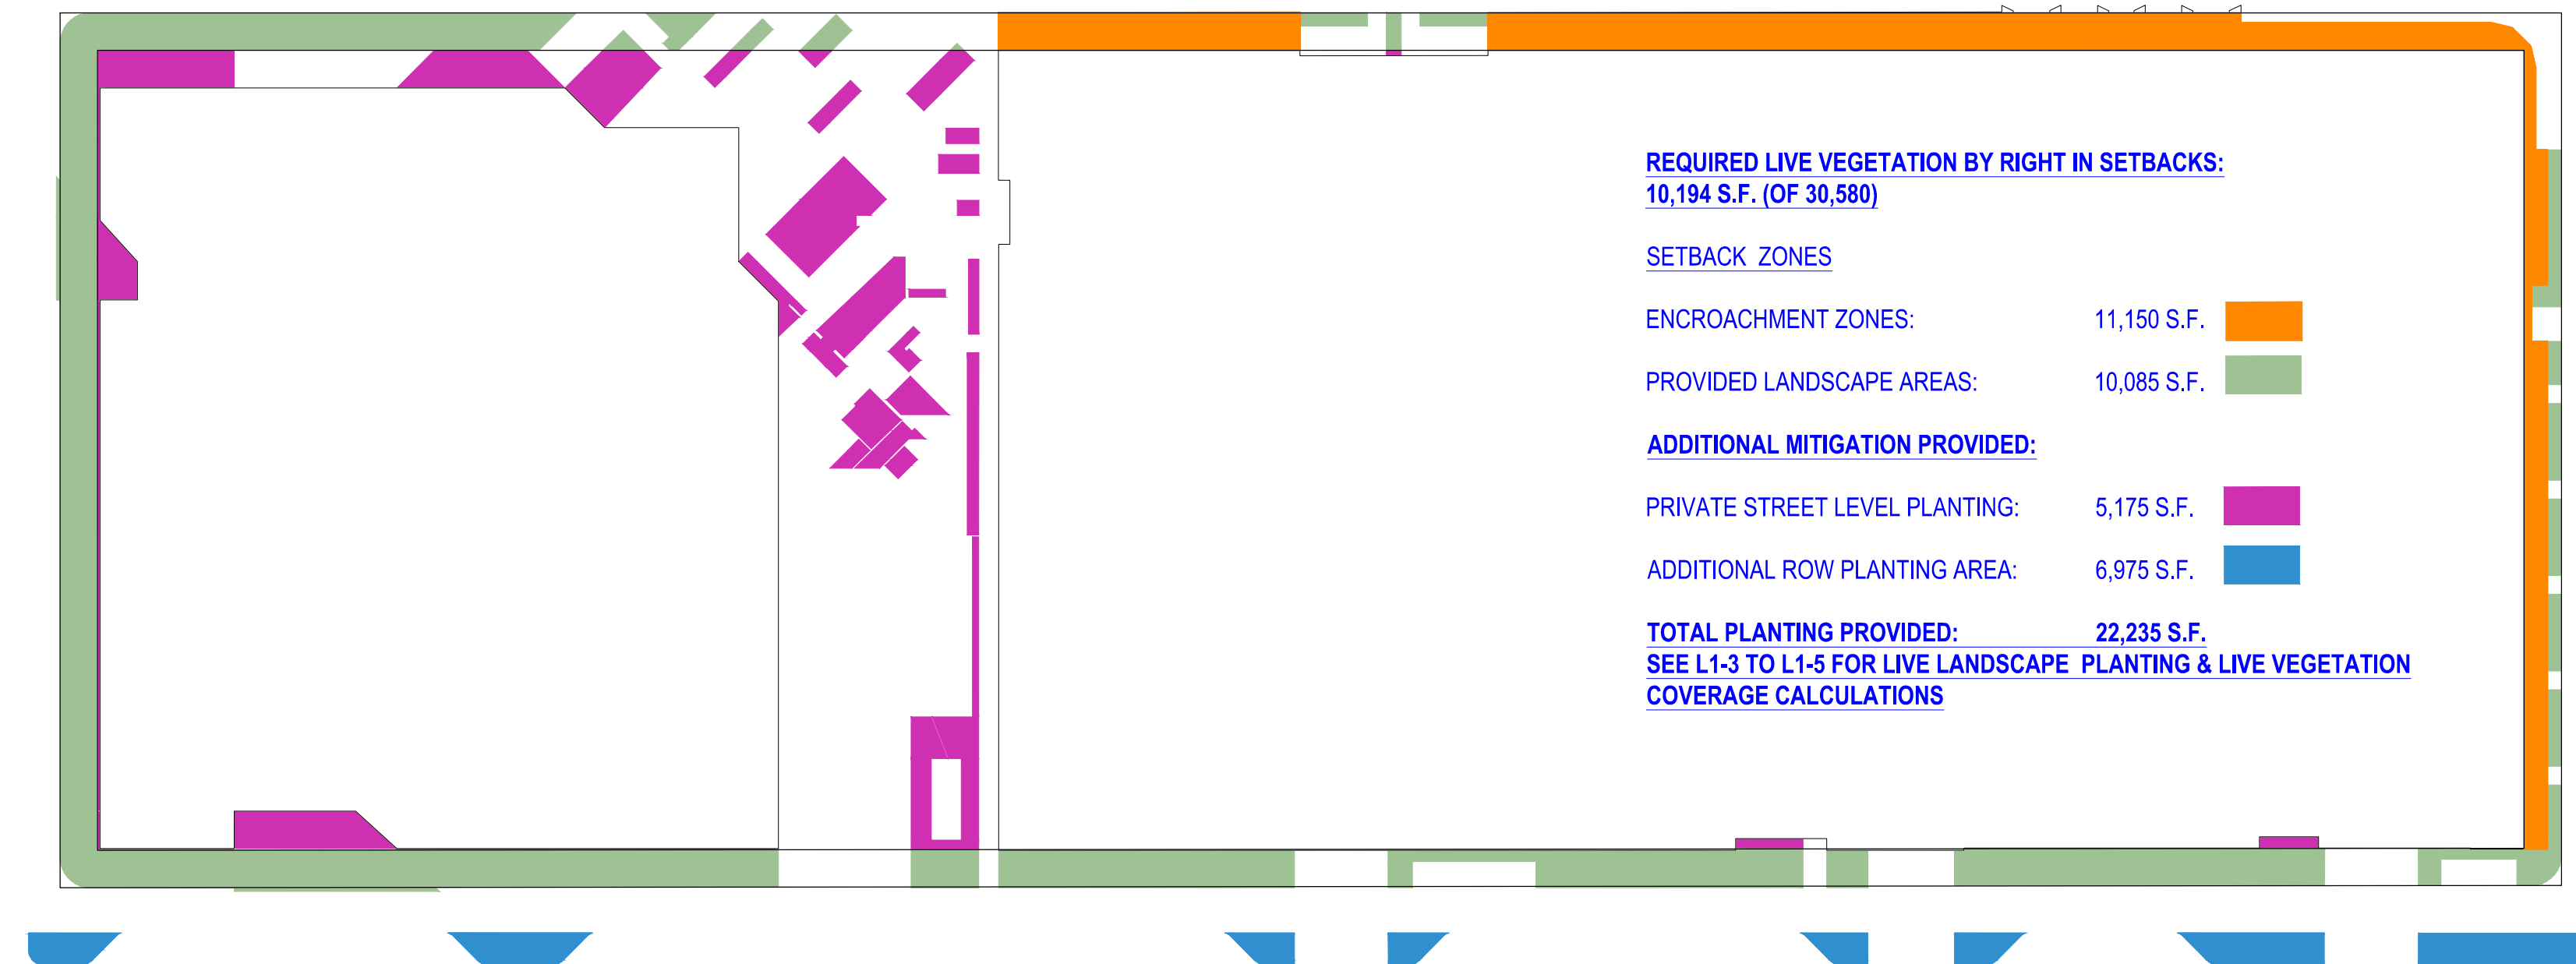 REQUIRED LIVE VEGETATION BY RIGHT IN SETBACKS:
10,194 S.F. (OF 30,580)
SETBACK ZONES
ENCROACHMENT ZONES: 11,150 S.F.
PROVIDED LANDSCAPE AREAS: 10,085 S.F.
ADDITIONAL MITIGATION PROVIDED:
PRIVATE STREET LEVEL PLANTING: 5,175 S.F.
ADDITIONAL ROW PLANTING AREA: 6,975 S.F.
TOTAL PLANTING PROVIDED: 22,235 S.F.
SEE L1-3 TO L1-5 FOR LIVE LANDSCAPE PLANTING & LIVE VEGETATION
COVERAGE CALCULATIONS